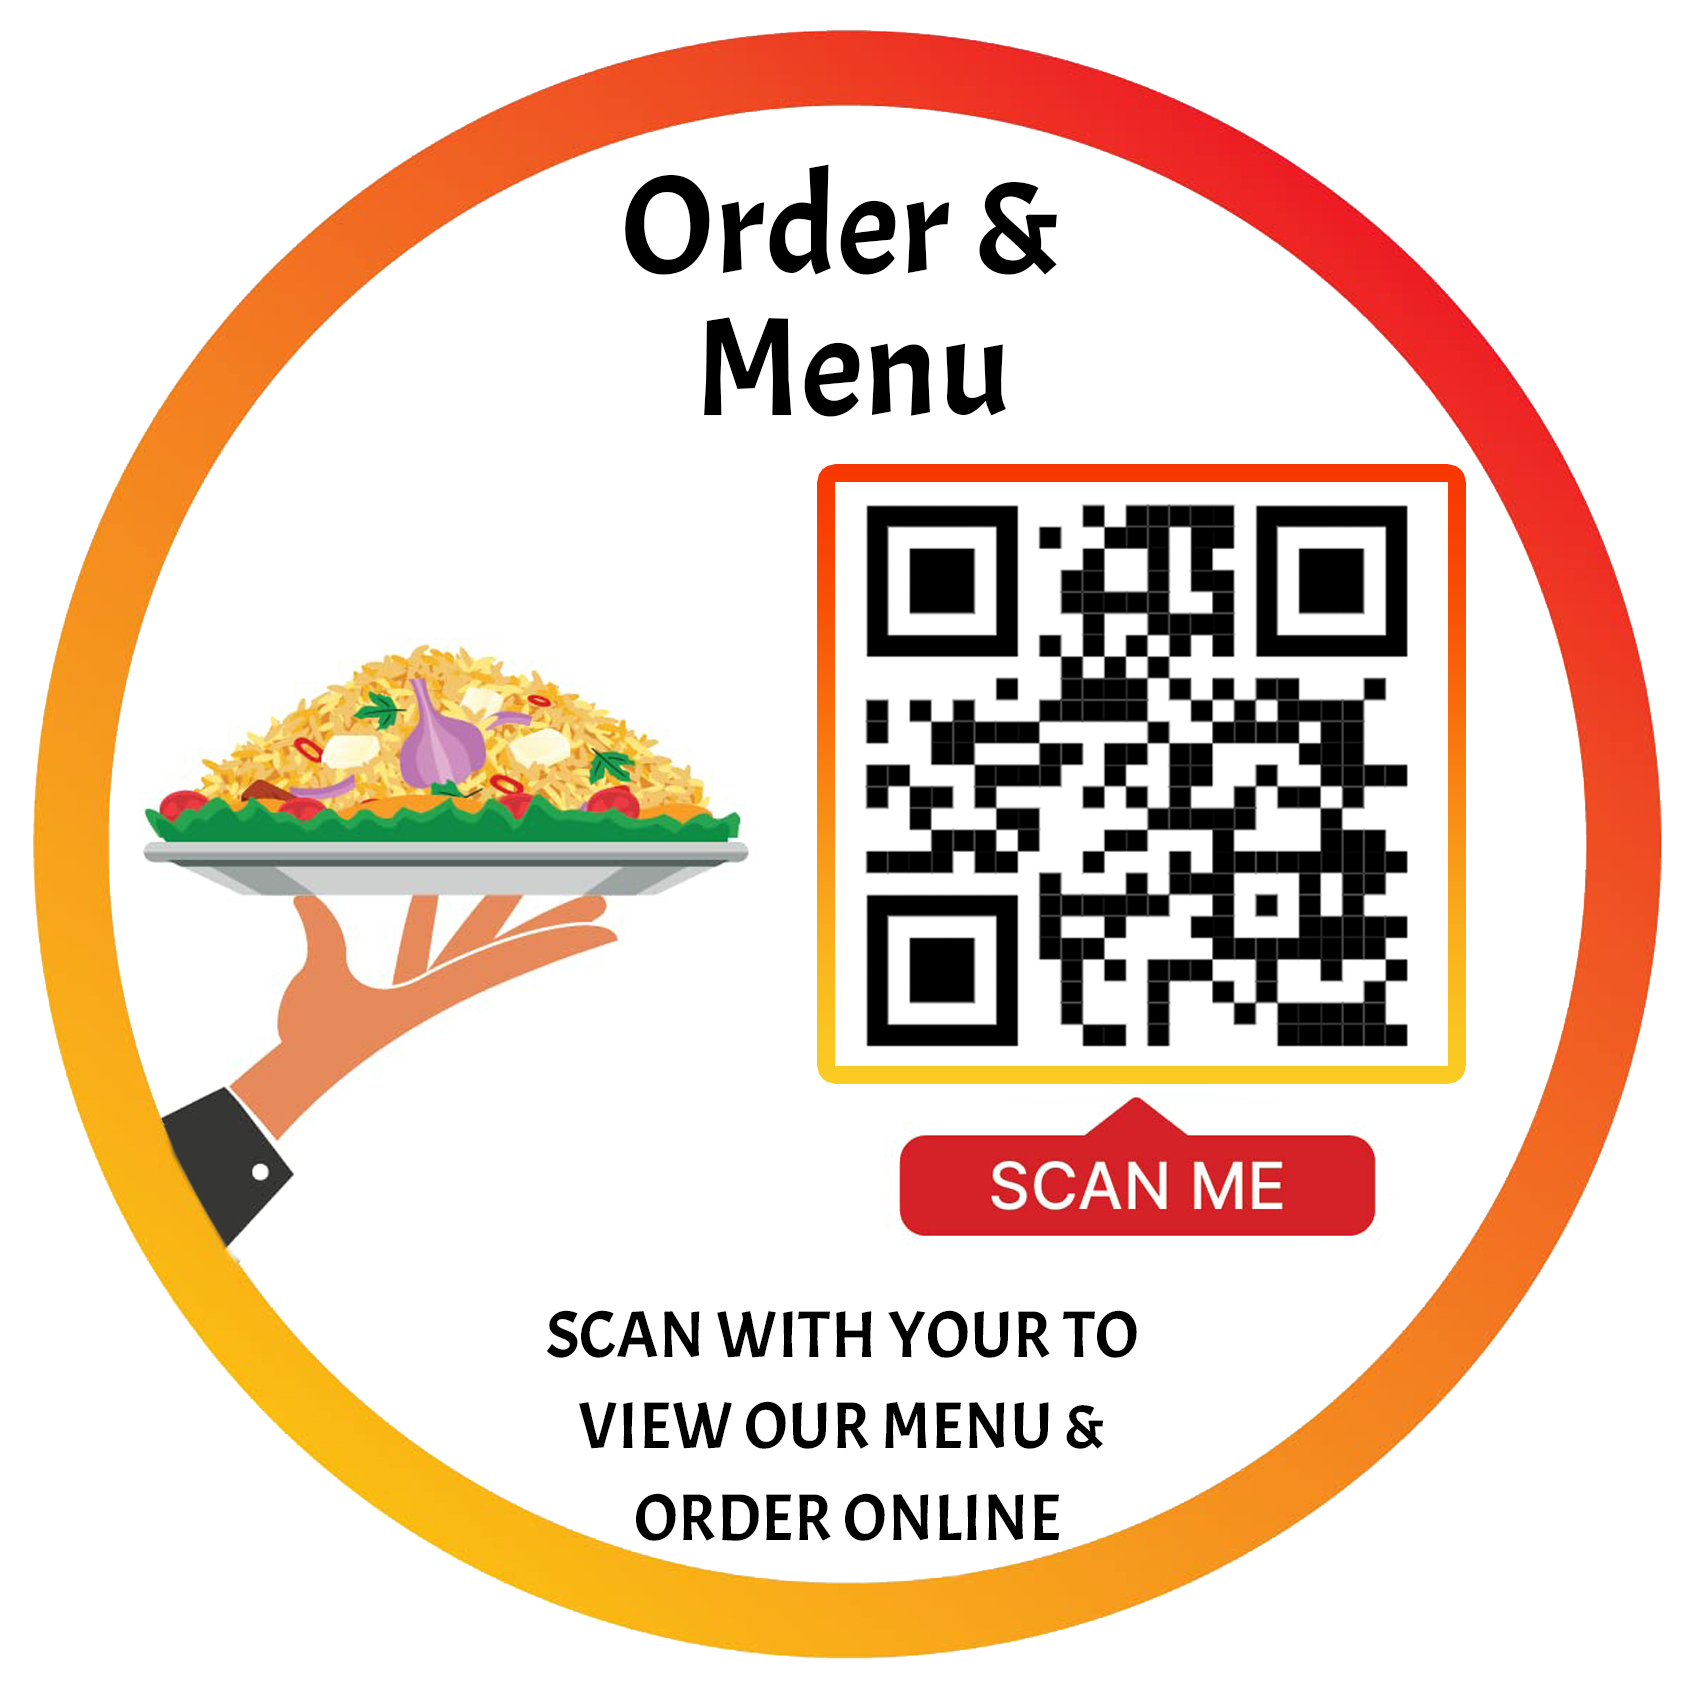 Order &
Menu
SCAN ME
SCAN WITH YOUR TO
VIEW OUR MENU &
ORDER ONLINE